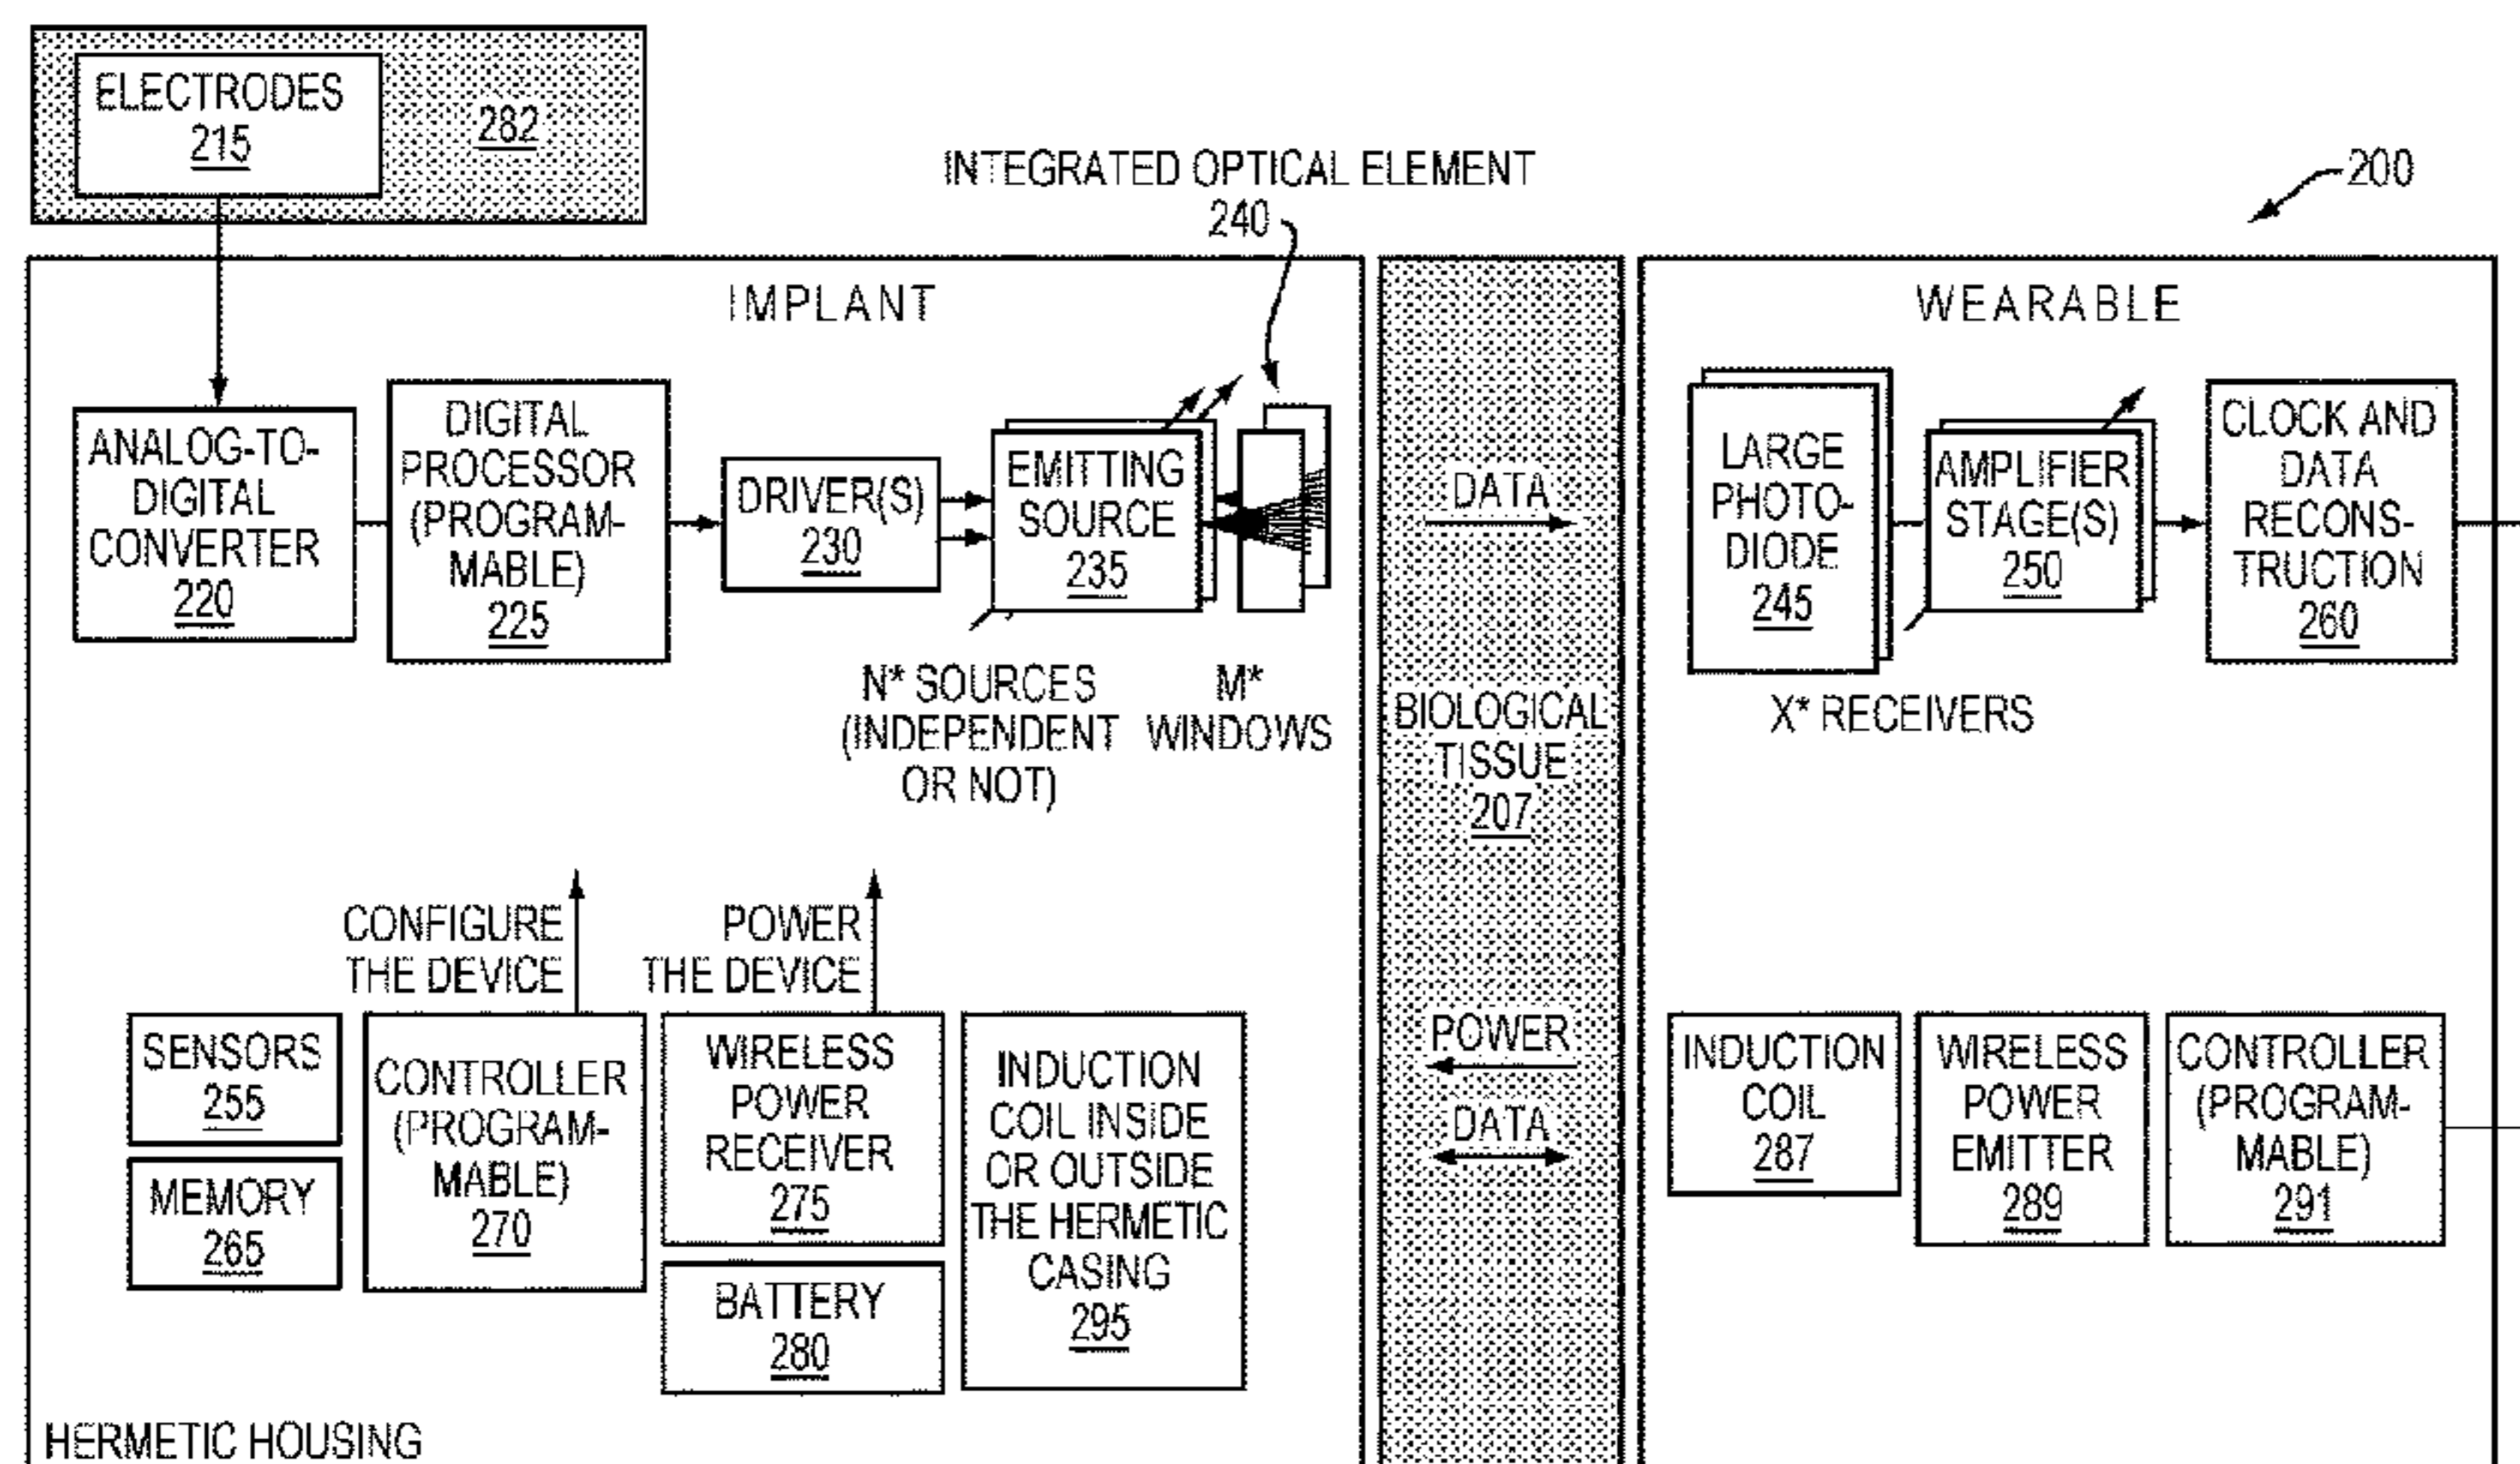 ELECTRODES
215
282
INTEGRATED OPTICAL ELEMENT
240
200
IMPLANT
ANALOG-TO-
DIGITAL
CONVERTER
220
DIGITAL
PROCESSOR
(PROGRAM-
MABLE)
225
DRIVER(S)
230
EMITTING
SOURCE
235
N* SOURCES
(INDEPENDENT
OR NOT)
M*
WINDOWS
CONFIGURE
THE DEVICE
POWER
THE DEVICE
SENSORS
255
MEMORY
265
CONTROLLER
(PROGRAM-
MABLE)
270
WIRELESS
POWER
RECEIVER
275
BATTERY
280
INDUCTION
COIL INSIDE
OR OUTSIDE
THE HERMETIC
CASING
295
HERMETIC HOUSING
DATA
BIOLOGICAL
TISSUE
207
POWER
DATA
WEARABLE
LARGE
PHOTO-
DIODE
245
AMPLIFIER
STAGE(S)
250
CLOCK AND
DATA
RECONS-
TRUCTION
260
X* RECEIVERS
INDUCTION
COIL
287
WIRELESS
POWER
EMITTER
289
CONTROLLER
(PROGRAM-
MABLE)
291